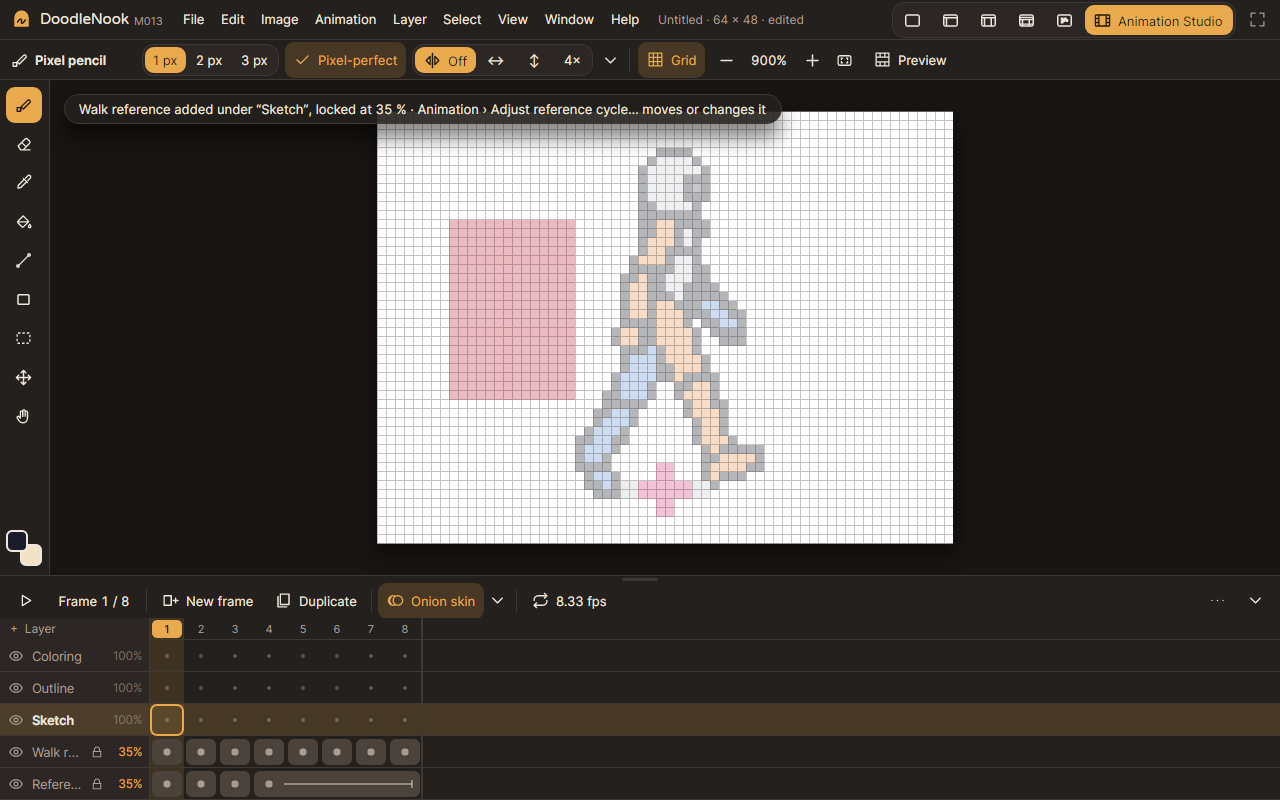 DoodleNook M013 File Edit Image Animation Layer Select View Window Help Untitled · 64 × 48 · edited Animation Studio
Pixel pencil 1 px 2 px 3 px Pixel-perfect Off 4× Grid 900% Preview
Walk reference added under “Sketch”, locked at 35 % · Animation › Adjust reference cycle... moves or changes it
Frame 1 / 8 New frame Duplicate Onion skin 8.33 fps
+ Layer 1 2 3 4 5 6 7 8
Coloring 100%
Outline 100%
Sketch 100%
Walk r... 35%
Refere... 35%